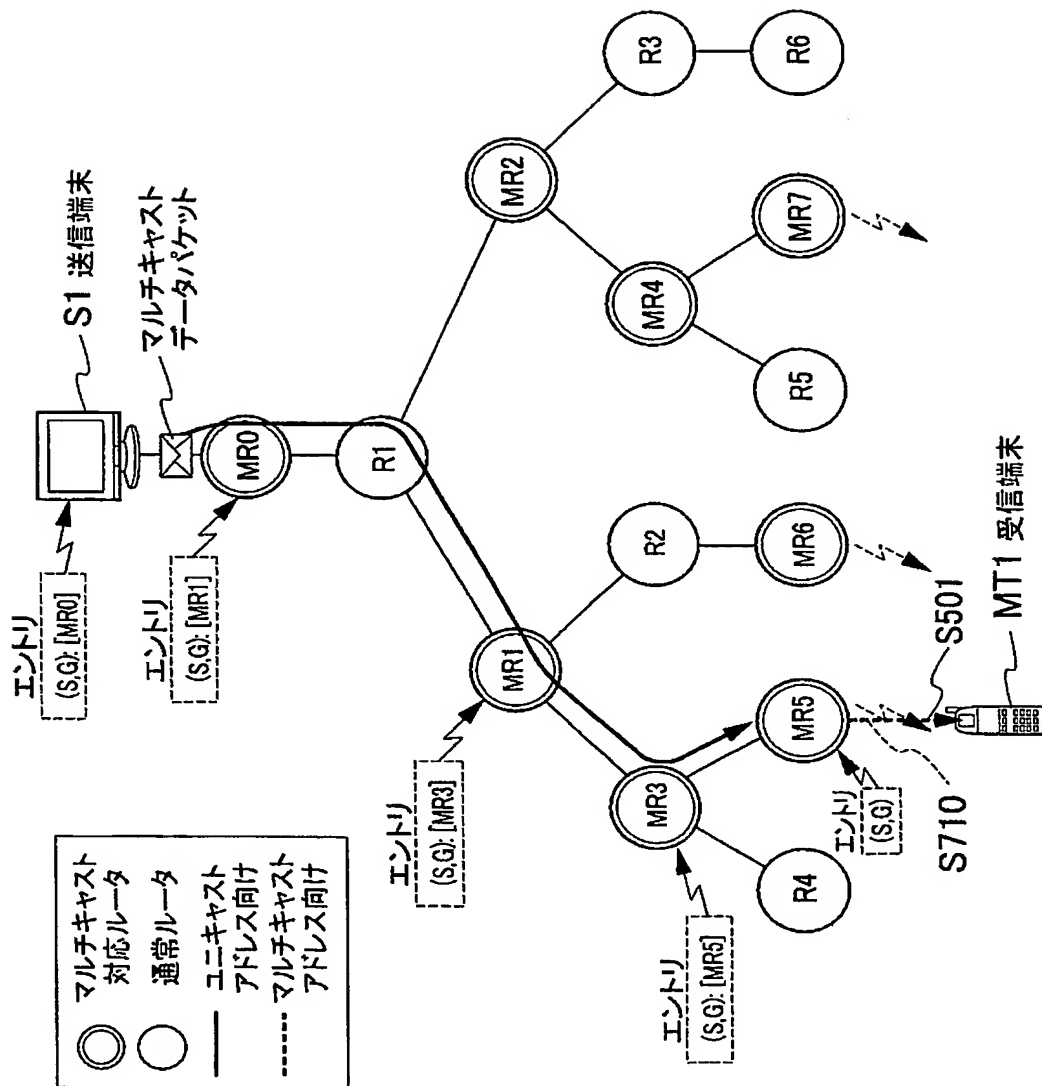 マルチキャスト
対応ルータ
通常ルータ
ユニキャスト
アドレス向け
マルチキャスト
アドレス向け
エントリ
(S,G): [MR0]
S1 送信端末
マルチキャスト
データパケット
エントリ
(S,G): [MR1]
MR0
R1
エントリ
(S,G): [MR3]
MR1
MR2
エントリ
(S,G): [MR5]
MR3
R2
MR4
R3
R4
エントリ
(S,G)
MR5
MR6
R5
MR7
R6
S710
S501
MT1 受信端末